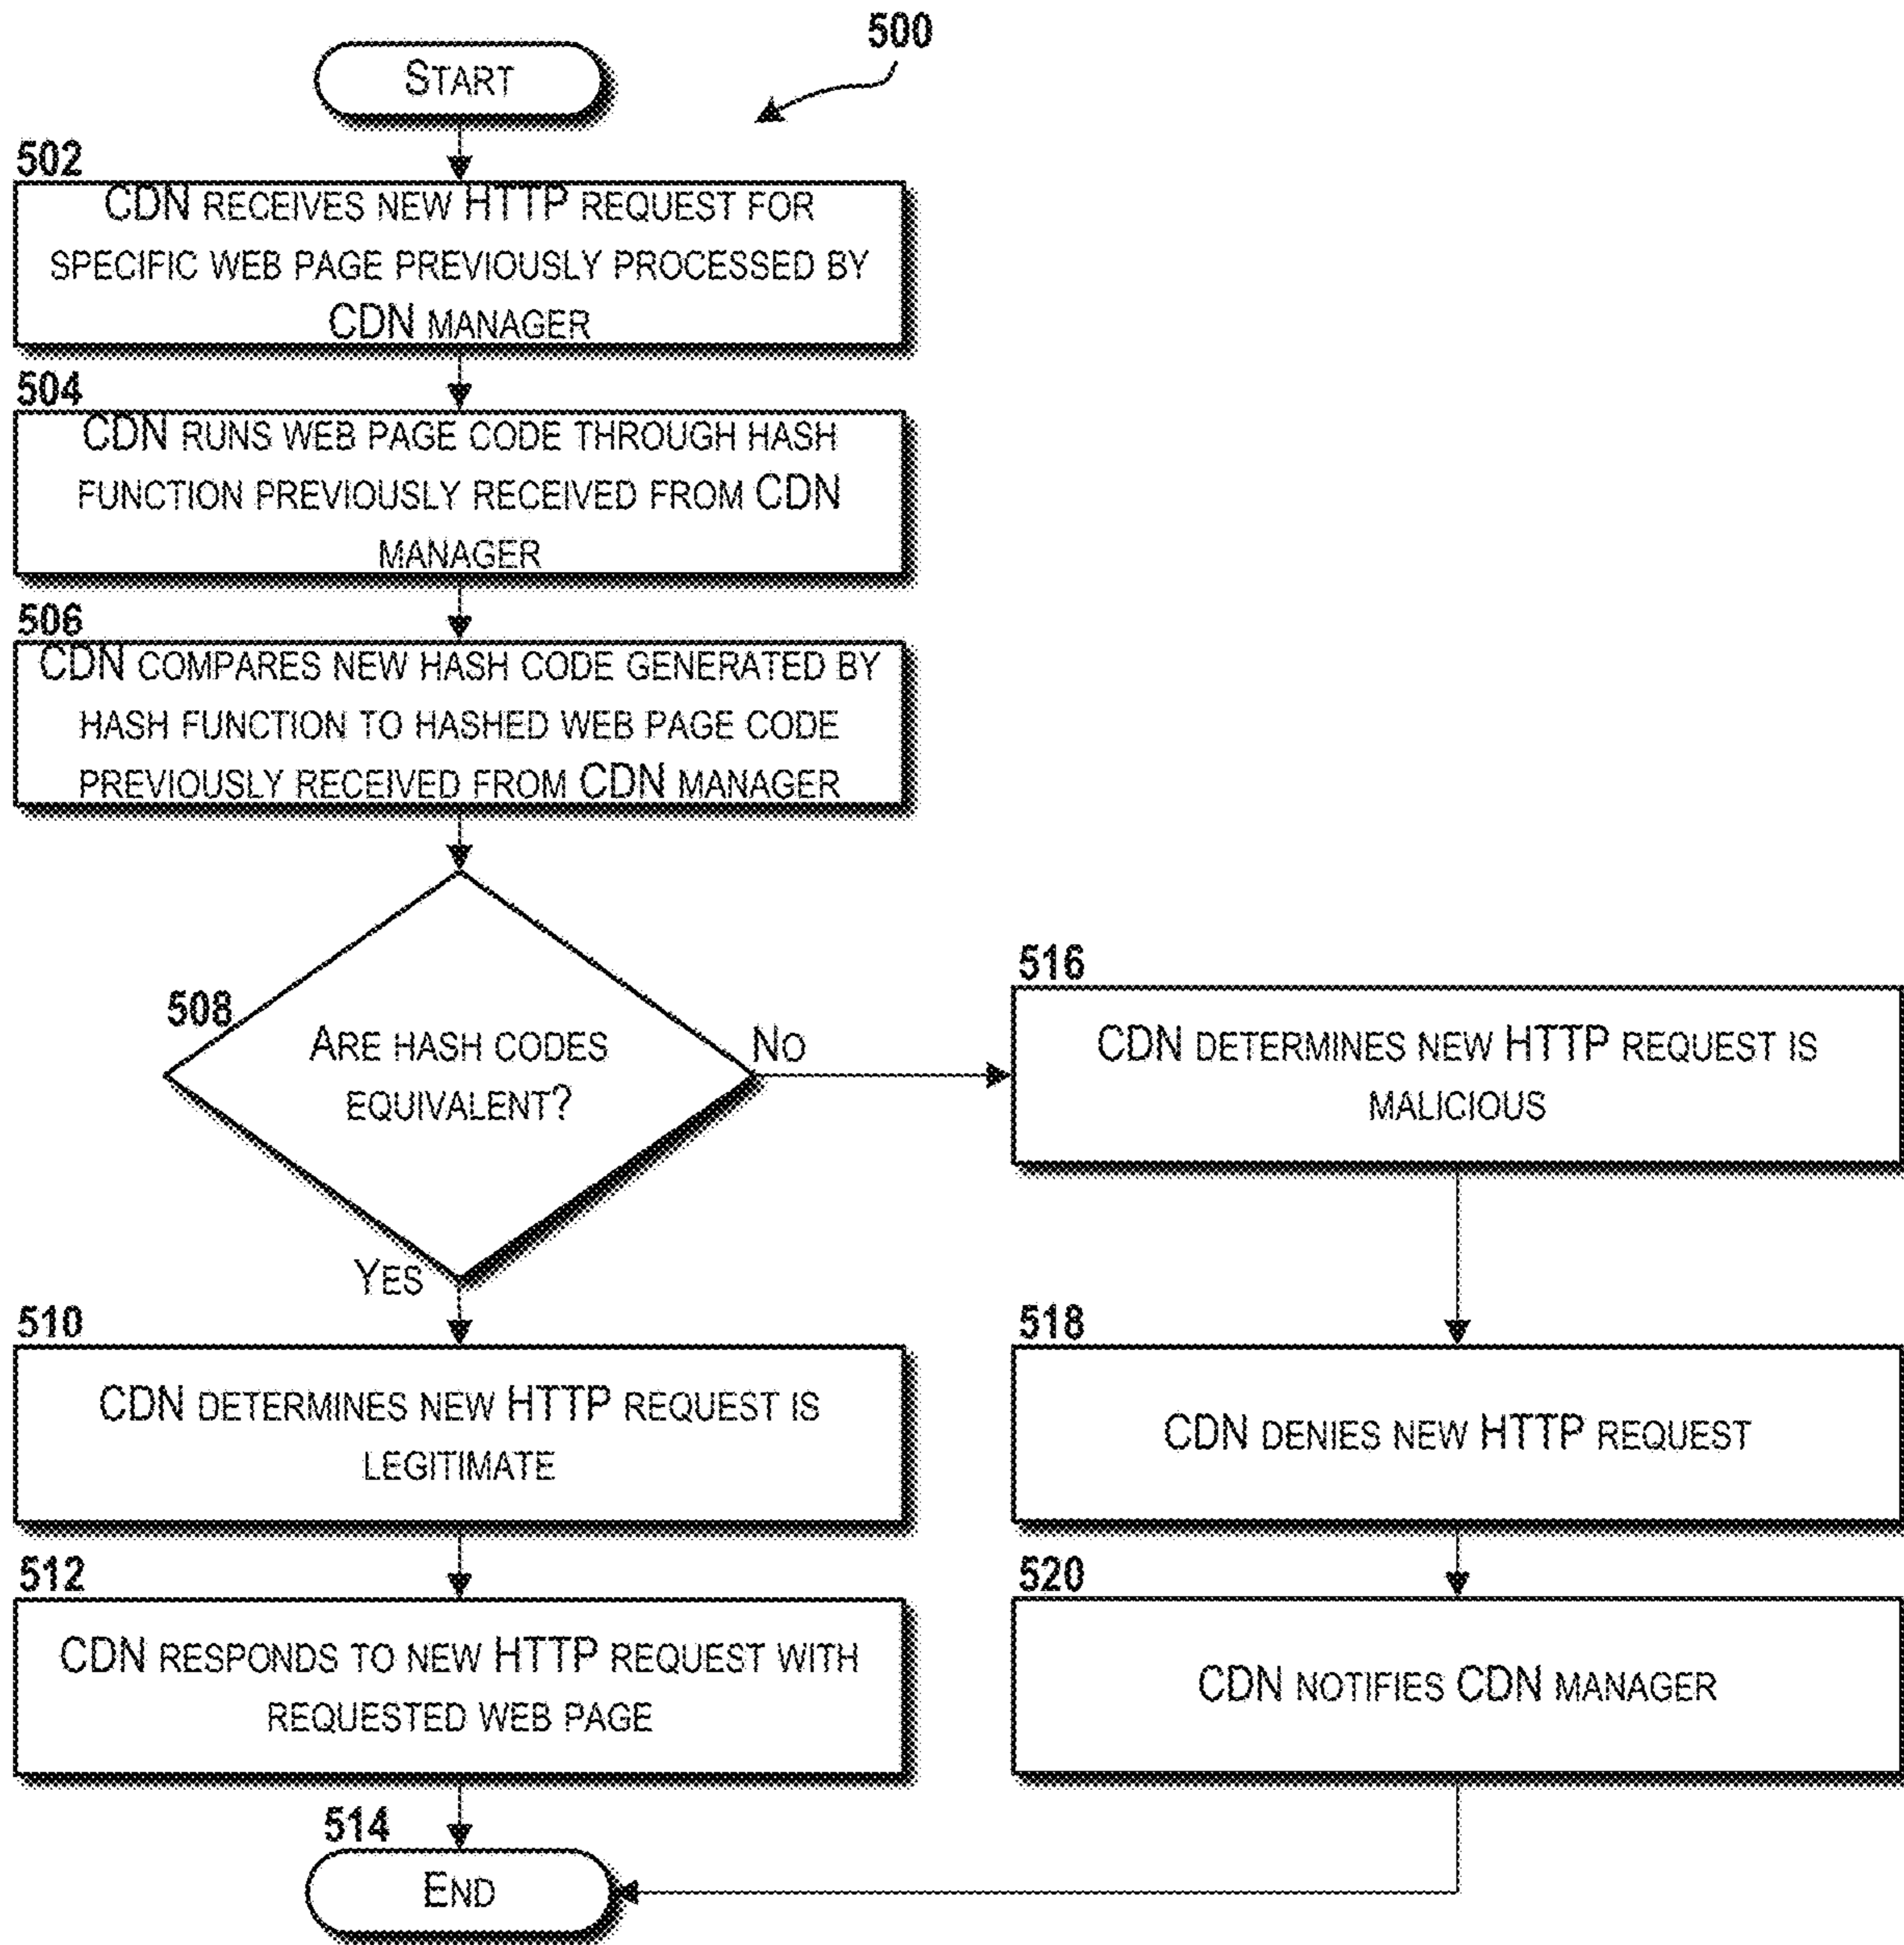 500
START
502
CDN RECEIVES NEW HTTP REQUEST FOR
SPECIFIC WEB PAGE PREVIOUSLY PROCESSED BY
CDN MANAGER
504
CDN RUNS WEB PAGE CODE THROUGH HASH
FUNCTION PREVIOUSLY RECEIVED FROM CDN
MANAGER
506
CDN COMPARES NEW HASH CODE GENERATED BY
HASH FUNCTION TO HASHED WEB PAGE CODE
PREVIOUSLY RECEIVED FROM CDN MANAGER
508
ARE HASH CODES
EQUIVALENT?
NO
YES
510
CDN DETERMINES NEW HTTP REQUEST IS
LEGITIMATE
512
CDN RESPONDS TO NEW HTTP REQUEST WITH
REQUESTED WEB PAGE
514
END
516
CDN DETERMINES NEW HTTP REQUEST IS
MALICIOUS
518
CDN DENIES NEW HTTP REQUEST
520
CDN NOTIFIES CDN MANAGER